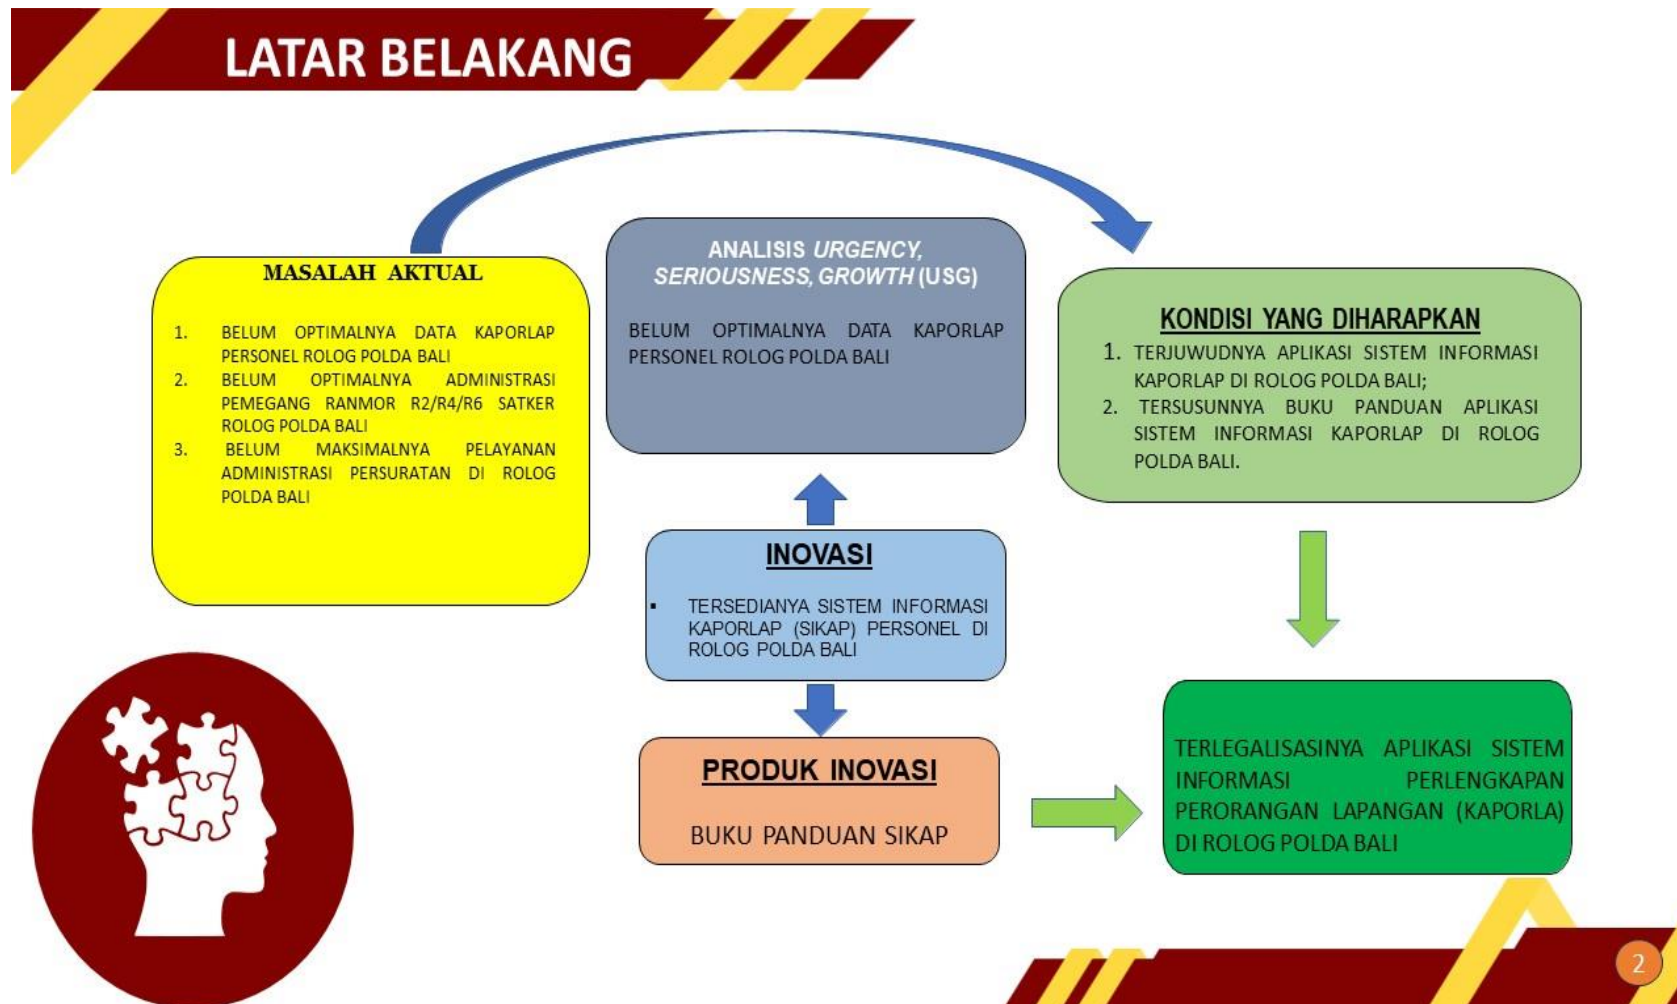 LATAR BELAKANG
MASALAH AKTUAL
1. BELUM OPTIMALNYA DATA KAPORLAP
PERSONEL ROLOG POLDA BALI
2. BELUM OPTIMALNYA ADMINISTRASI
PEMEGANG RANMOR R2/R4/R6 SATKER
ROLOG POLDA BALI
3. BELUM MAKSIMALNYA PELAYANAN
ADMINISTRASI PERSURATAN DI ROLOG
POLDA BALI
ANALISIS URGENCY,
SERIOUSNESS, GROWTH (USG)
BELUM OPTIMALNYA DATA KAPORLAP
PERSONEL ROLOG POLDA BALI
KONDISI YANG DIHARAPKAN
1. TERJUWUDNYA APLIKASI SISTEM INFORMASI
KAPORLAP DI ROLOG POLDA BALI;
2. TERSUSUNNYA BUKU PANDUAN APLIKASI
SISTEM INFORMASI KAPORLAP DI ROLOG
POLDA BALI.
INOVASI
▪ TERSEDIANYA SISTEM INFORMASI
KAPORLAP (SIKAP) PERSONEL DI
ROLOG POLDA BALI
PRODUK INOVASI
BUKU PANDUAN SIKAP
TERLEGALISASINYA APLIKASI SISTEM
INFORMASI PERLENGKAPAN
PERORANGAN LAPANGAN (KAPORLA)
DI ROLOG POLDA BALI
2